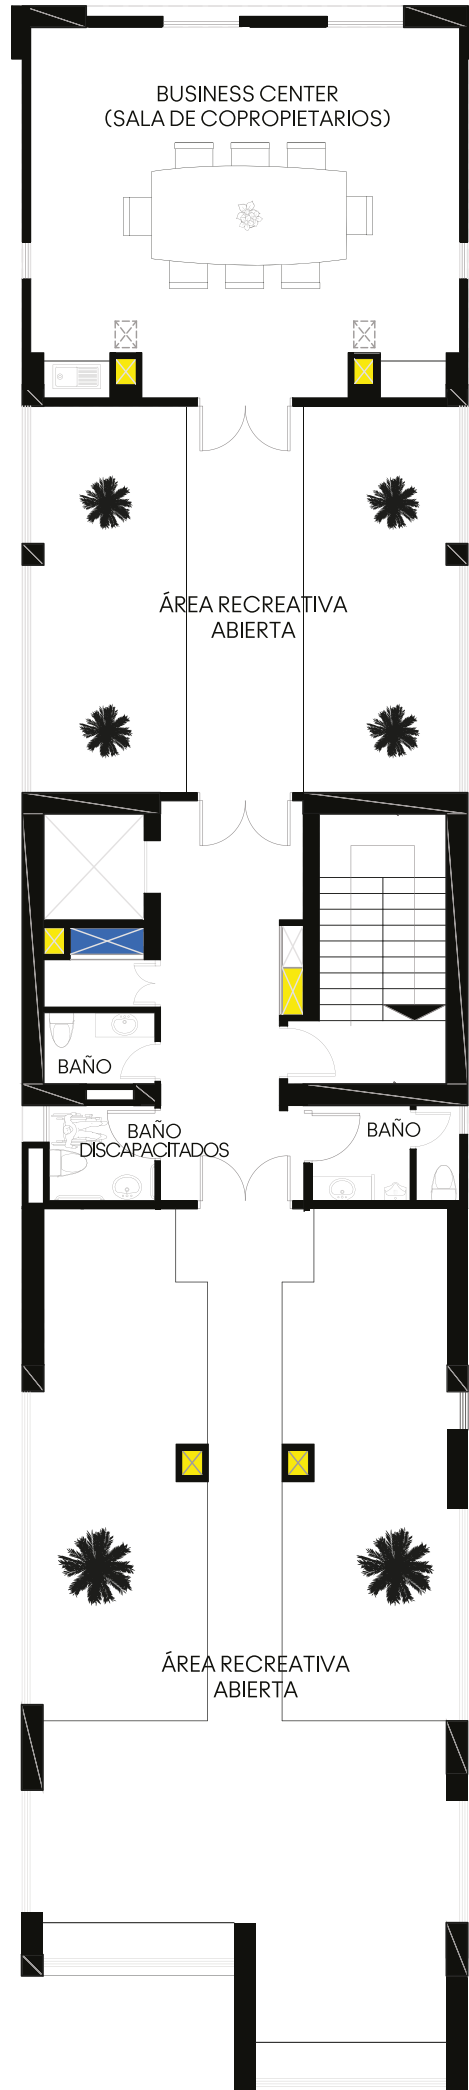 BUSINESS CENTER
(SALA DE COPROPIETARIOS)
ÁREA RECREATIVA
ABIERTA
BAÑO
BAÑO
DISCAPACITADOS
BAÑO
ÁREA RECREATIVA
ABIERTA